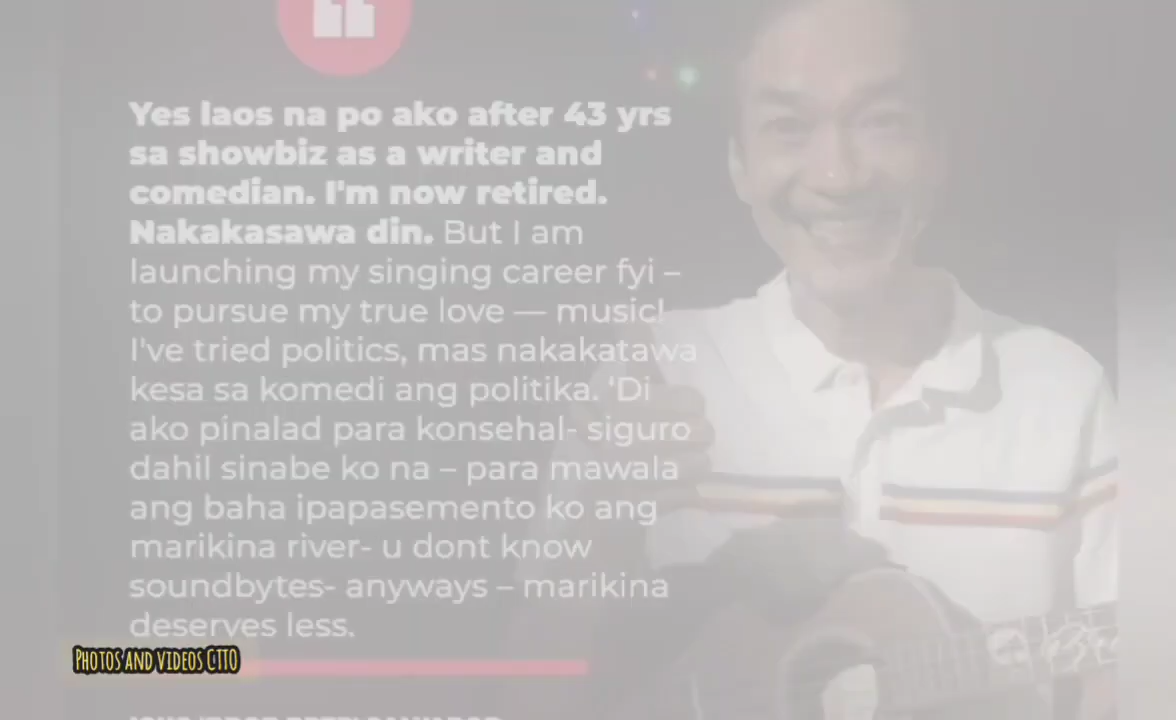 Yes laos na po ako after 43 yrs
sa showbiz as a writer and
comedian. I'm now retired.
Nakakasawa din. But I am
launching my singing career fyi –
to pursue my true love — music!
I've tried politics, mas nakakatawa
kesa sa komedi ang politika. ‘Di
ako pinalad para konsehal- siguro
dahil sinabe ko na – para mawala
ang baha ipapasemento ko ang
marikina river- u dont know
soundbytes- anyways – marikina
deserves less.
PHOTOS AND VIDEOS CTTO